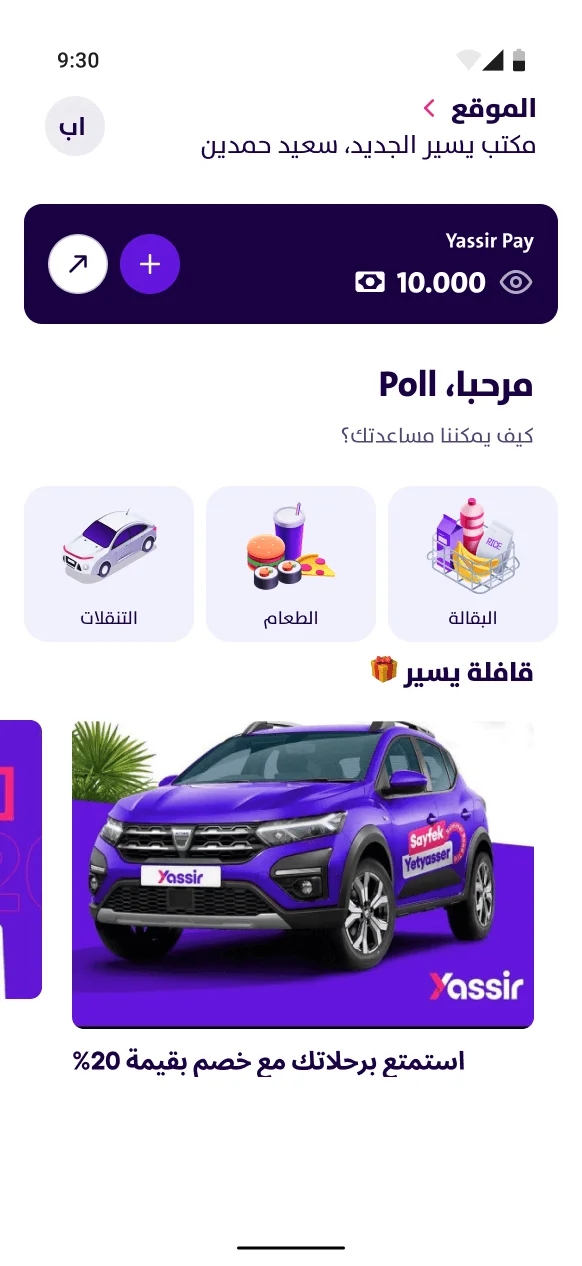 9:30
الموقع
اب
مكتب يسير الجديد، سعيد حمدين
Yassir Pay
10.000
مرحبا، Poll
كيف يمكننا مساعدتك؟
RICE
البقالة
الطعام
التنقلات
قافلة يسير
Sayfek
Yetyasser
Yassir
Yassir
استمتع برحلاتك مع خصم بقيمة 20%